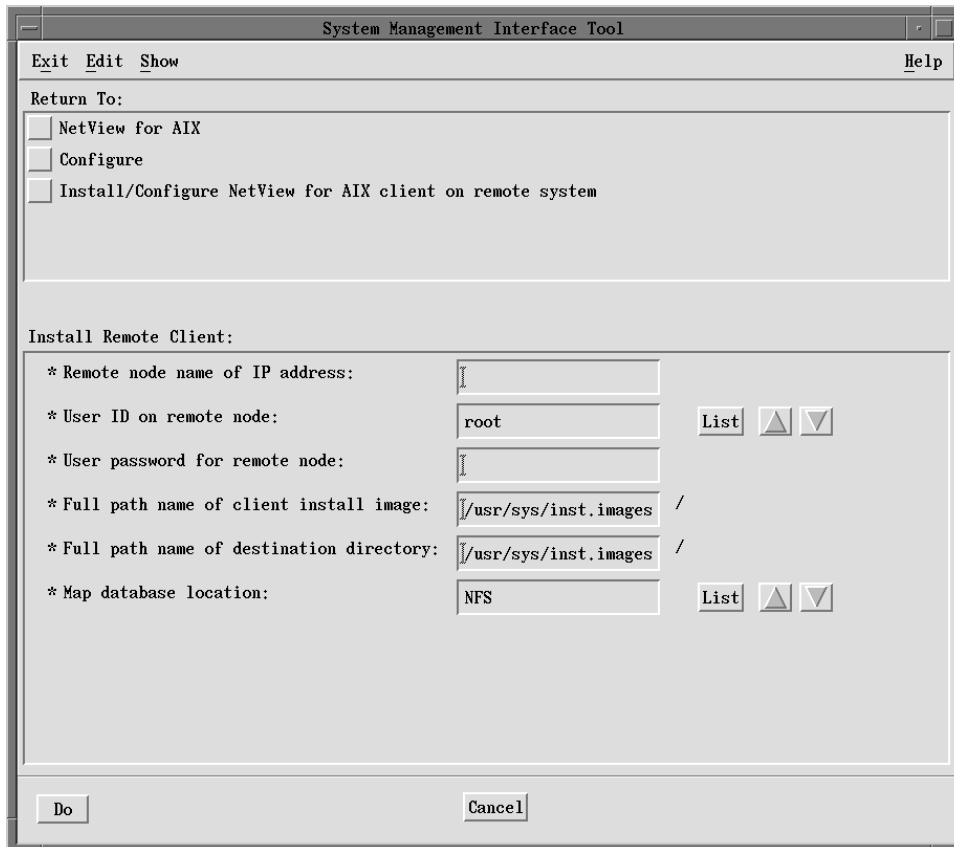 System Management Interface Tool
Exit Edit Show Help
Return To:
NetView for AIX
Configure
Install/Configure NetView for AIX client on remote system
Install Remote Client:
* Remote node name of IP address:
* User ID on remote node: root List
* User password for remote node:
* Full path name of client install image: /usr/sys/inst.images /
* Full path name of destination directory: /usr/sys/inst.images /
* Map database location: NFS List
Do Cancel